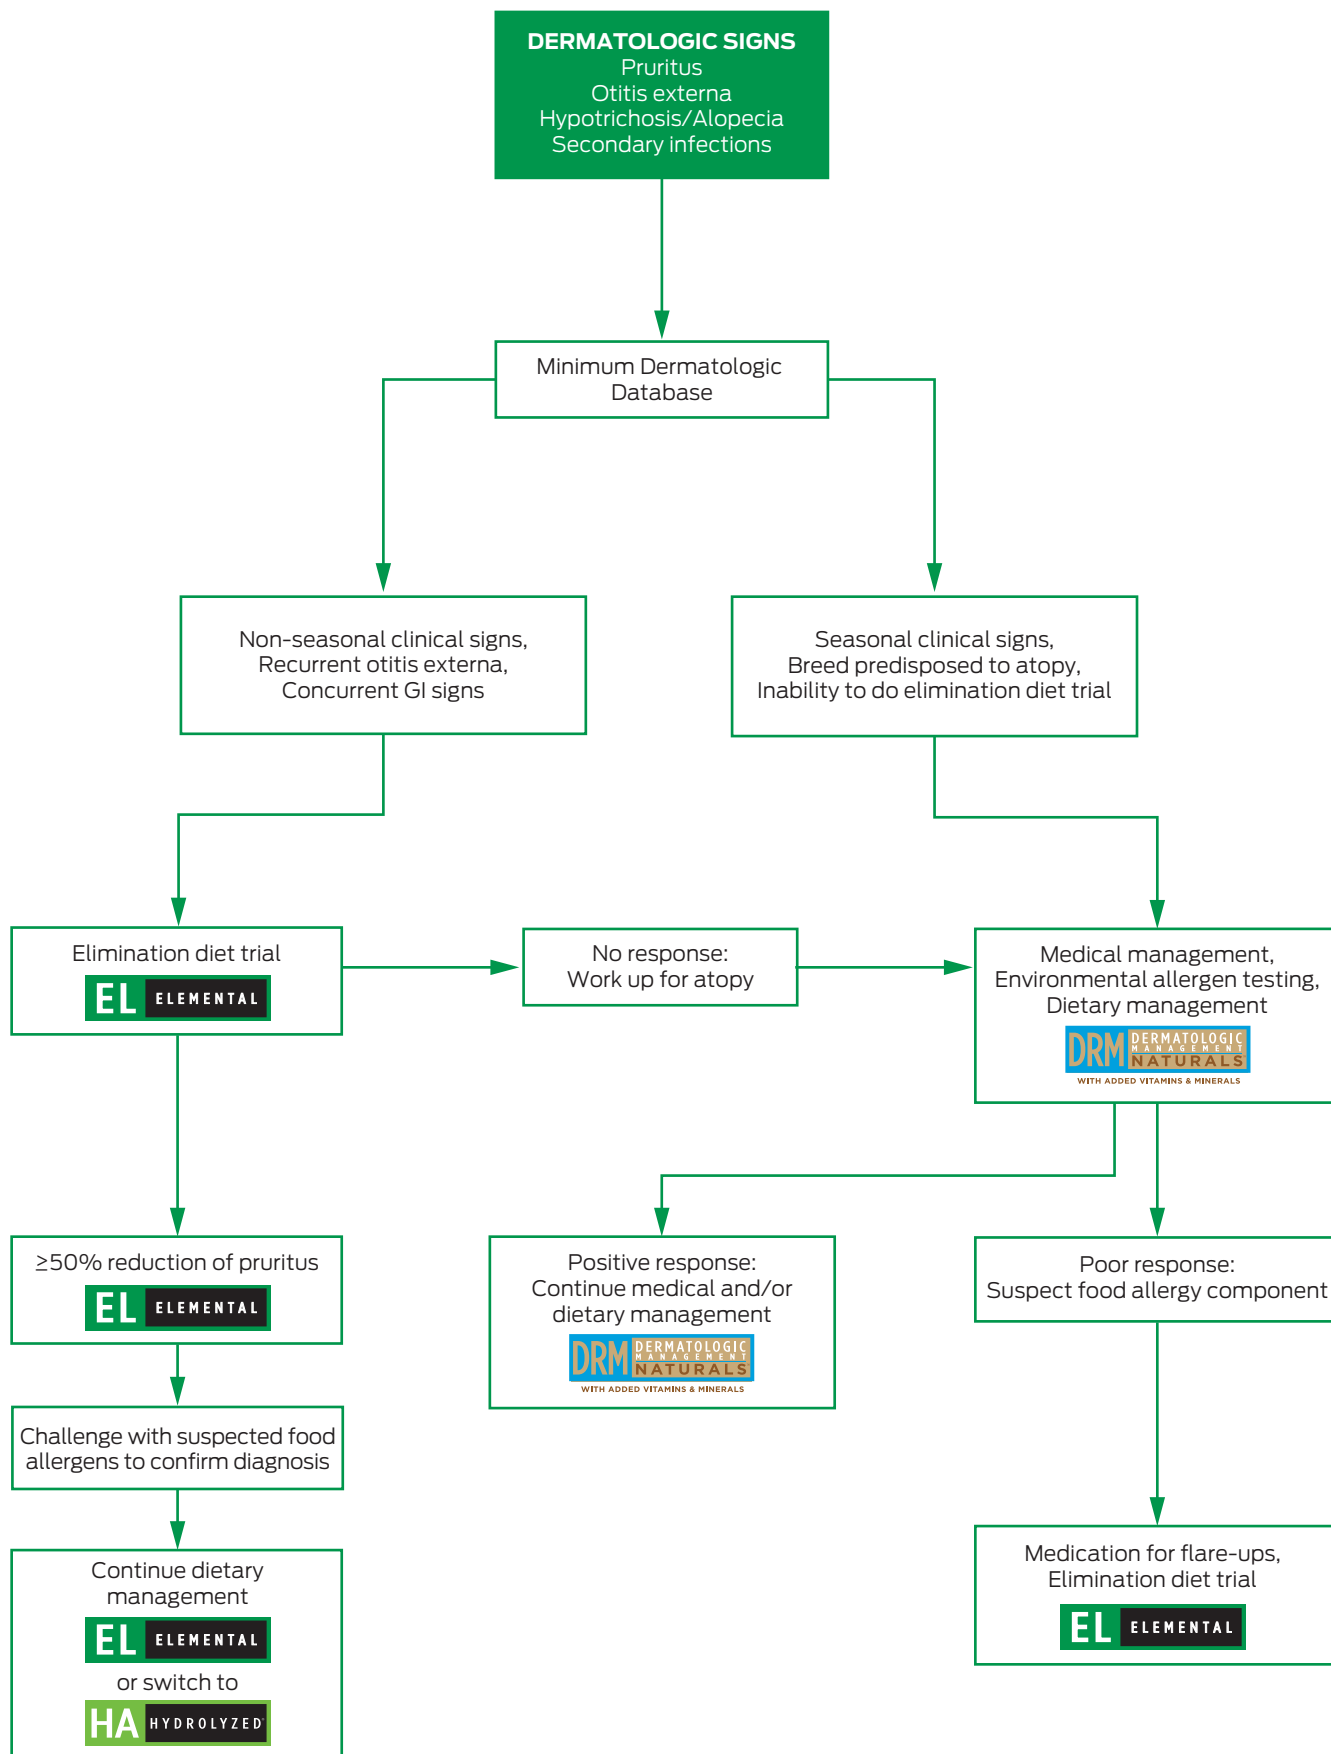 DERMATOLOGIC SIGNS
Pruritus
Otitis externa
Hypotrichosis/Alopecia
Secondary infections
Minimum Dermatologic
Database
Non-seasonal clinical signs,
Recurrent otitis externa,
Concurrent GI signs
Seasonal clinical signs,
Breed predisposed to atopy,
Inability to do elimination diet trial
Elimination diet trial
EL ELEMENTAL
No response:
Work up for atopy
Medical management,
Environmental allergen testing,
Dietary management
DRM DERMATOLOGIC
MANAGEMENT
NATURALS™
WITH ADDED VITAMINS & MINERALS
≥50% reduction of pruritus
EL ELEMENTAL
Positive response:
Continue medical and/or
dietary management
DRM DERMATOLOGIC
MANAGEMENT
NATURALS™
WITH ADDED VITAMINS & MINERALS
Poor response:
Suspect food allergy component
Challenge with suspected food
allergens to confirm diagnosis
Continue dietary
management
EL ELEMENTAL
or switch to
HA HYDROLYZED
Medication for flare-ups,
Elimination diet trial
EL ELEMENTAL